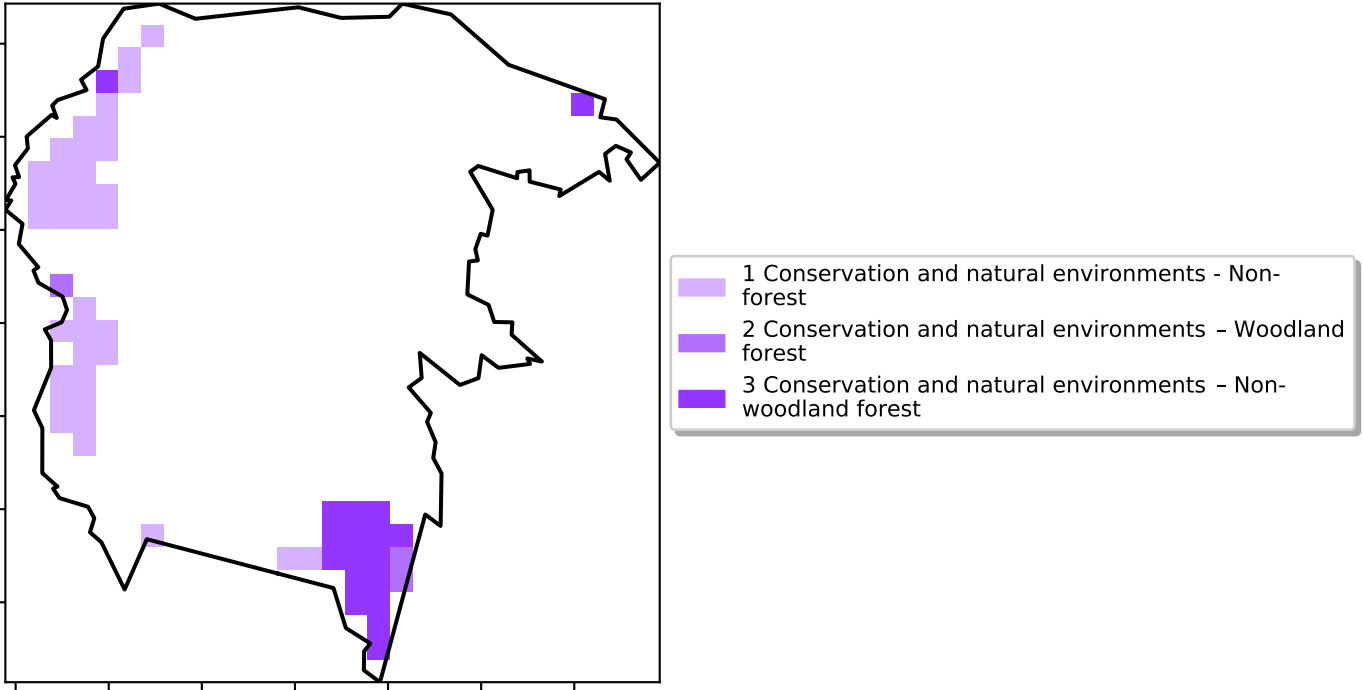 1 Conservation and natural environments - Non-
forest
2 Conservation and natural environments – Woodland
forest
3 Conservation and natural environments – Non-
woodland forest